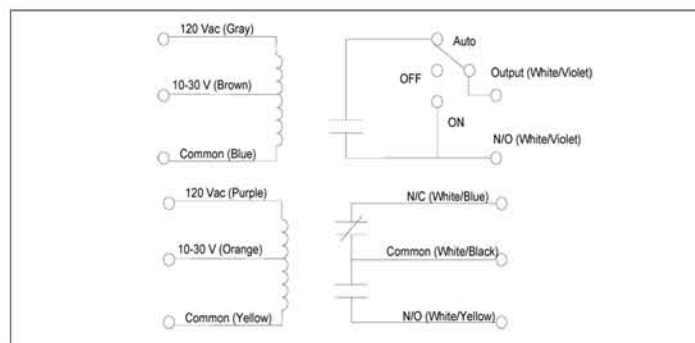 120 Vac (Gray)
Auto
OFF
Output (White/Violet)
10-30 V (Brown)
ON
Common (Blue)
N/O (White/Violet)
120 Vac (Purple)
N/C (White/Blue)
10-30 V (Orange)
Common (White/Black)
Common (Yellow)
N/O (White/Yellow)